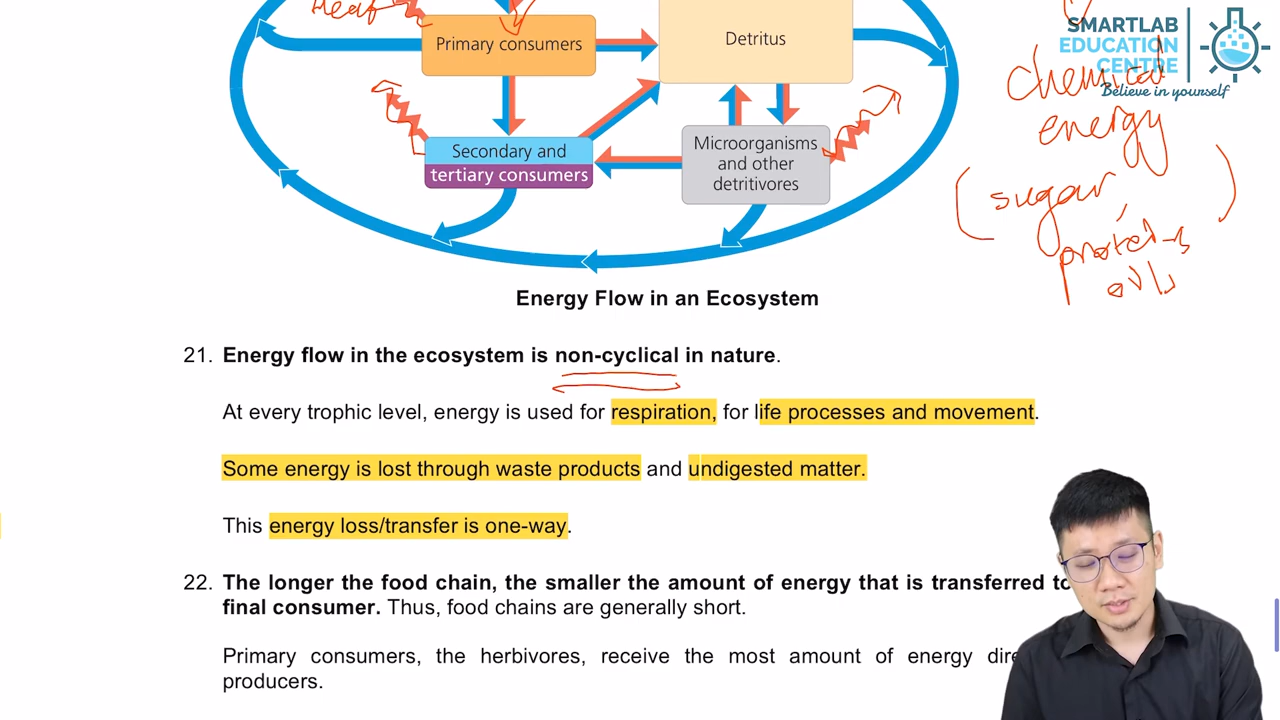 Heat
Primary consumers
Detritus
SMARTLAB
EDUCATION
CENTRE
Believe in yourself
chemical
energy
(sugar,
proteins
oils)
Secondary and
tertiary consumers
Microorganisms
and other
detritivores
Energy Flow in an Ecosystem
21. Energy flow in the ecosystem is non-cyclical in nature.
At every trophic level, energy is used for respiration, for life processes and movement.
Some energy is lost through waste products and undigested matter.
This energy loss/transfer is one-way.
22. The longer the food chain, the smaller the amount of energy that is transferred to
final consumer. Thus, food chains are generally short.
Primary consumers, the herbivores, receive the most amount of energy
producers.